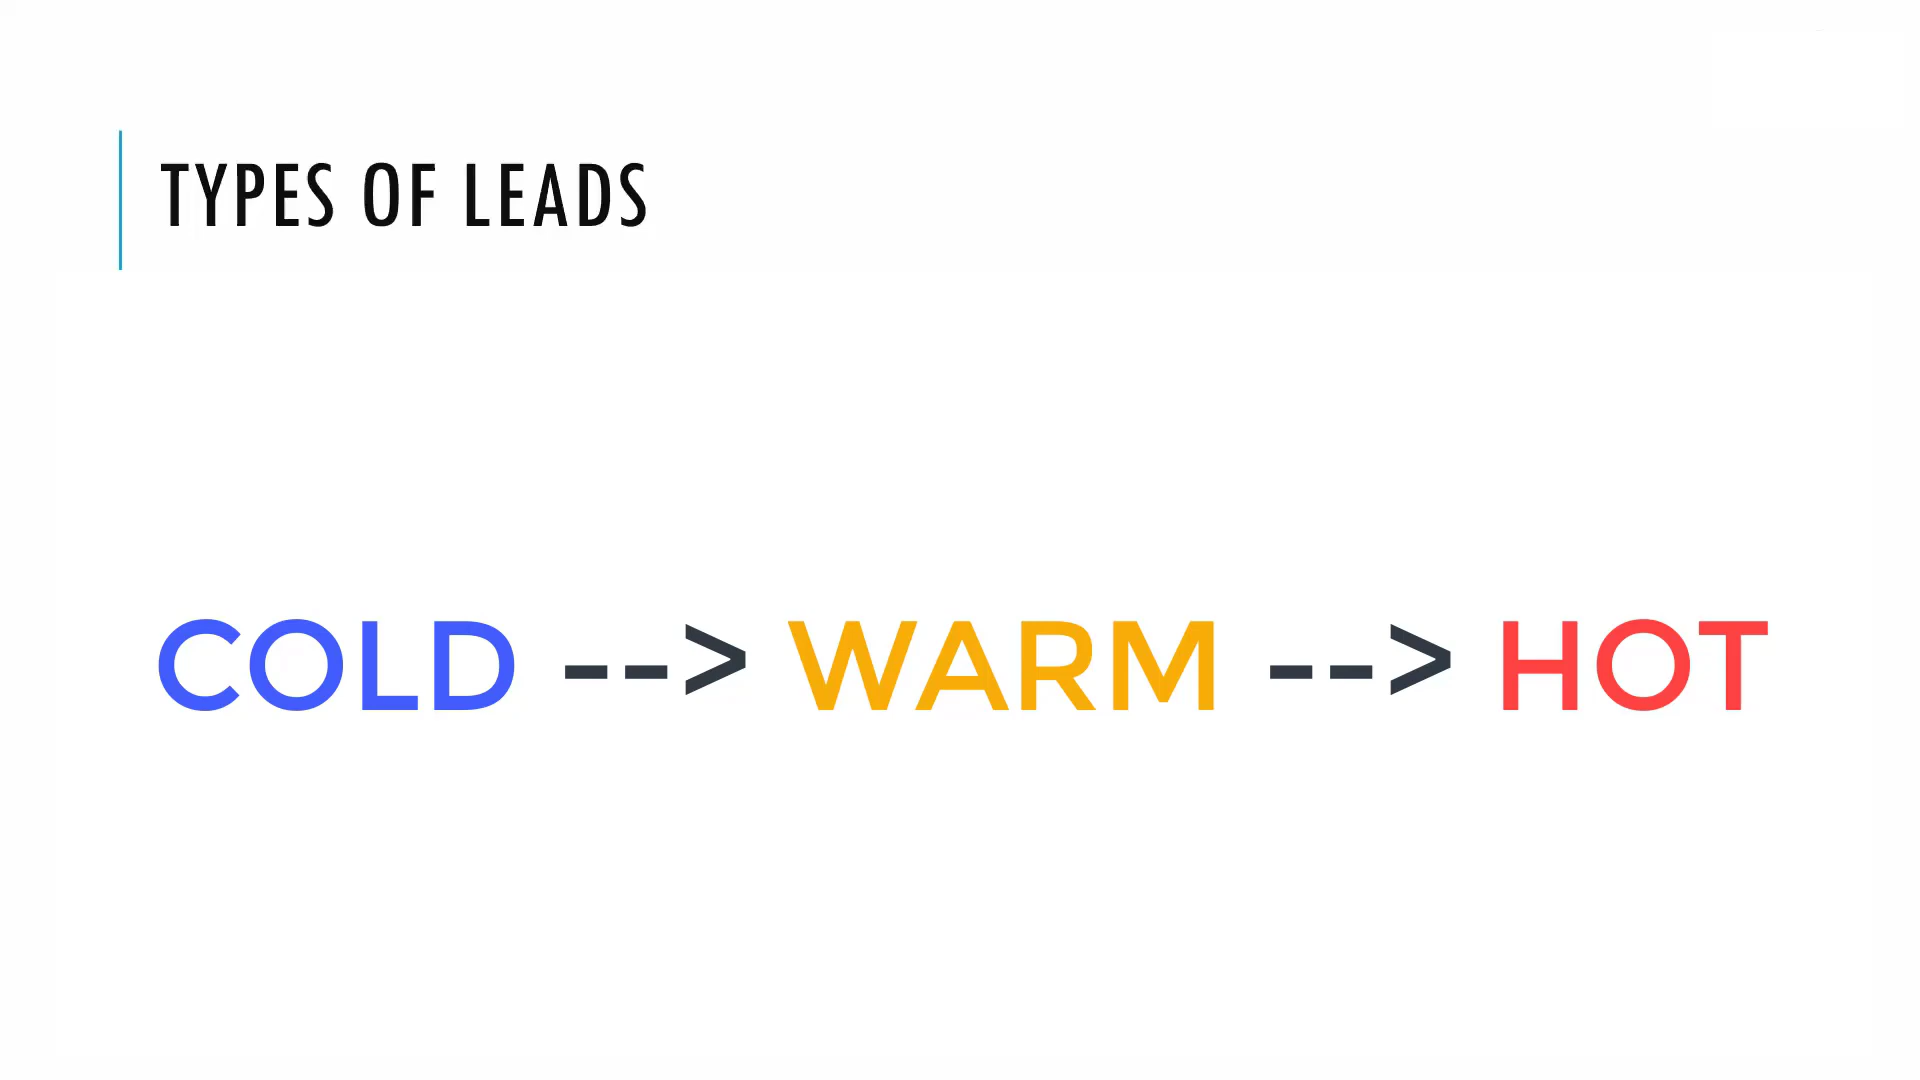 TYPES OF LEADS
COLD --> WARM --> HOT